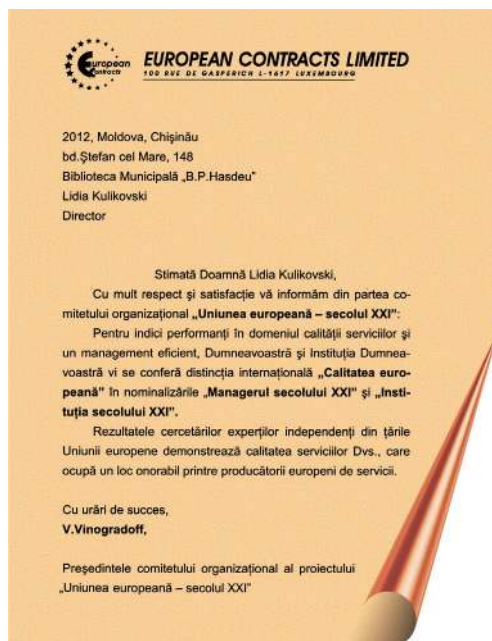 European
Contracts
EUROPEAN CONTRACTS LIMITED
100 RUE DE GASPERICH L-1617 LUXEMBOURG
2012, Moldova, Chişinău
bd.Ştefan cel Mare, 148
Biblioteca Municipală „B.P.Hasdeu”
Lidia Kulikovski
Director
Stimată Doamnă Lidia Kulikovski,
Cu mult respect şi satisfacţie vă informăm din partea co-
mitetului organizaţional „Uniunea europeană – secolul XXI”:
Pentru indici performanţi în domeniul calităţii serviciilor şi
un management eficient, Dumneavoastră şi Instituţia Dumnea-
voastră vi se conferă distincţia internaţională „Calitatea euro-
peană” în nominalizările „Managerul secolului XXI” şi „Insti-
tuţia secolului XXI”.
Rezultatele cercetărilor experţilor independenţi din ţările
Uniunii europene demonstrează calitatea serviciilor Dvs., care
ocupă un loc onorabil printre producătorii europeni de servicii.
Cu urări de succes,
V.Vinogradoff,
Preşedintele comitetului organizaţional al proiectului
„Uniunea europeană – secolul XXI”